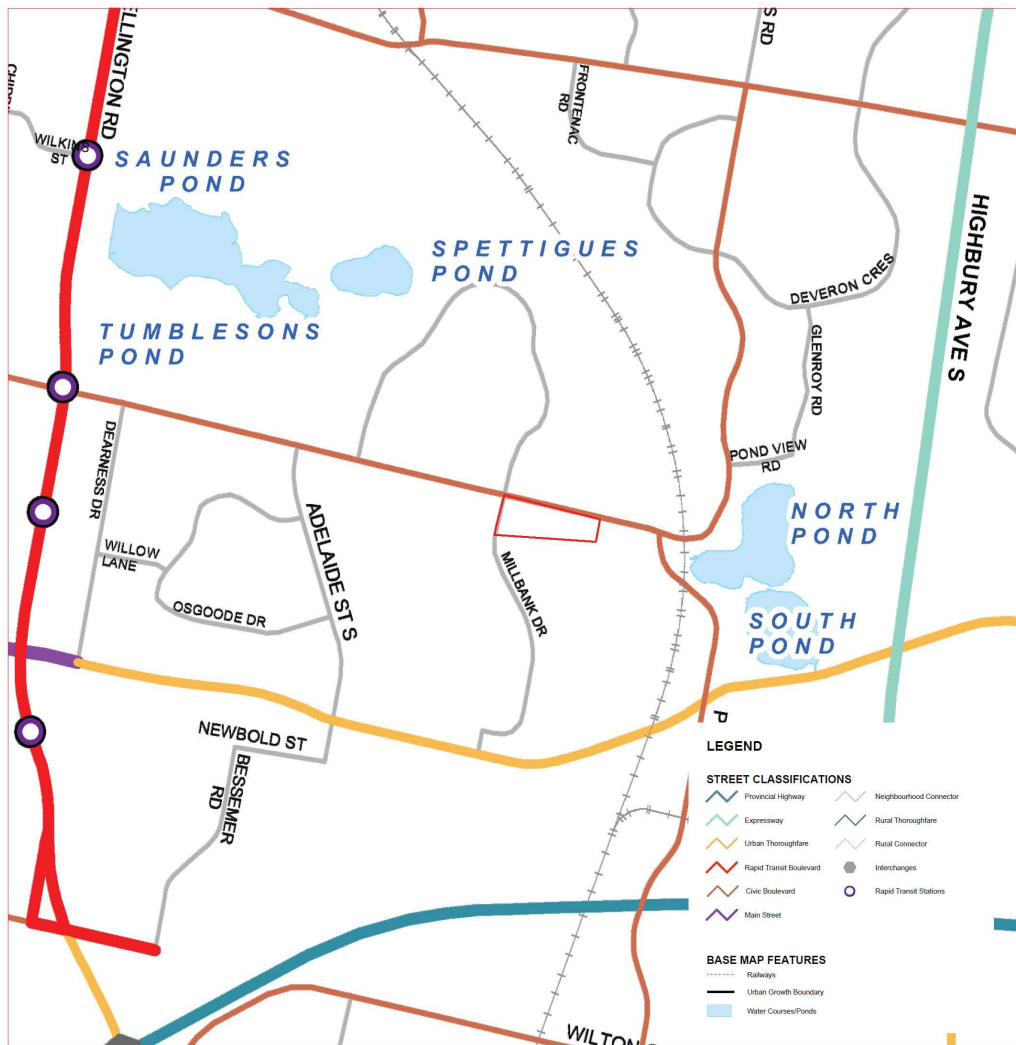 ELLINGTON RD
S RD
FRONTENAC
RD
WILKINS
ST
SAUNDERS
POND
SPETTIGUES
POND
HIGHBURY AVE S
DEVERON CRES
TUMBLESONS
POND
GLENROY RD
DEARNESS DR
POND VIEW
RD
ADELAIDE ST S
NORTH
POND
WILLOW
LANE
MILLBANK DR
OSGOODE DR
SOUTH
POND
P
NEWBOLD ST
BESSEMER
RD
WILTON
LEGEND
STREET CLASSIFICATIONS
Provincial Highway
Expressway
Urban Thoroughfare
Rapid Transit Boulevard
Civic Boulevard
Main Street
Neighbourhood Connector
Rural Thoroughfare
Rural Connector
Interchanges
Rapid Transit Stations
BASE MAP FEATURES
Railways
Urban Growth Boundary
Water Courses/Ponds